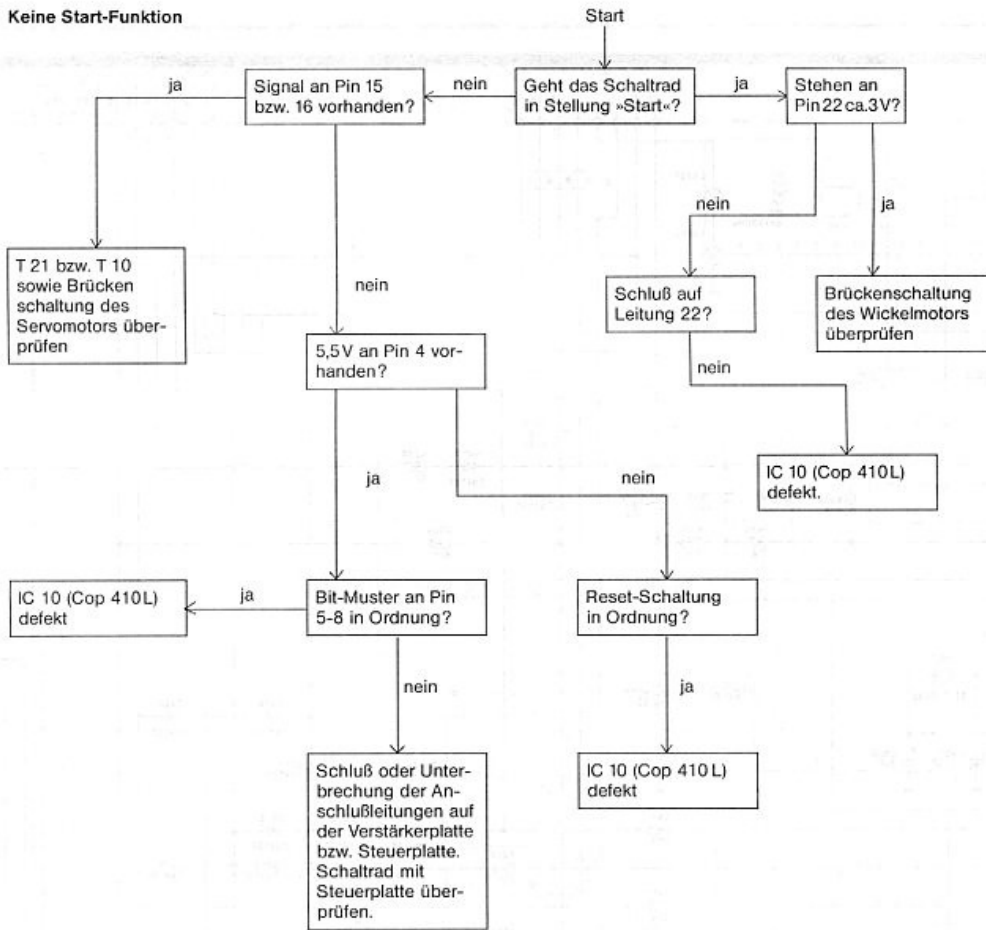 Keine Start-Funktion
Start
Signal an Pin 15
bzw. 16 vorhanden?
Geht das Schaltrad
in Stellung »Start«?
Stehen an
Pin 22 ca. 3 V?
ja
nein
ja
nein
ja
nein
T 21 bzw. T 10
sowie Brücken
schaltung des
Servomotors über-
prüfen
Schluß auf
Leitung 22?
Brückenschaltung
des Wickelmotors
überprüfen
5,5 V an Pin 4 vor-
handen?
nein
IC 10 (Cop 410 L)
defekt.
ja
nein
IC 10 (Cop 410 L)
defekt
ja
Bit-Muster an Pin
5-8 in Ordnung?
Reset-Schaltung
in Ordnung?
nein
ja
Schluß oder Unter-
brechung der An-
schlußleitungen auf
der Verstärkerplatte
bzw. Steuerplatte.
Schaltrad mit
Steuerplatte über-
prüfen.
IC 10 (Cop 410 L)
defekt